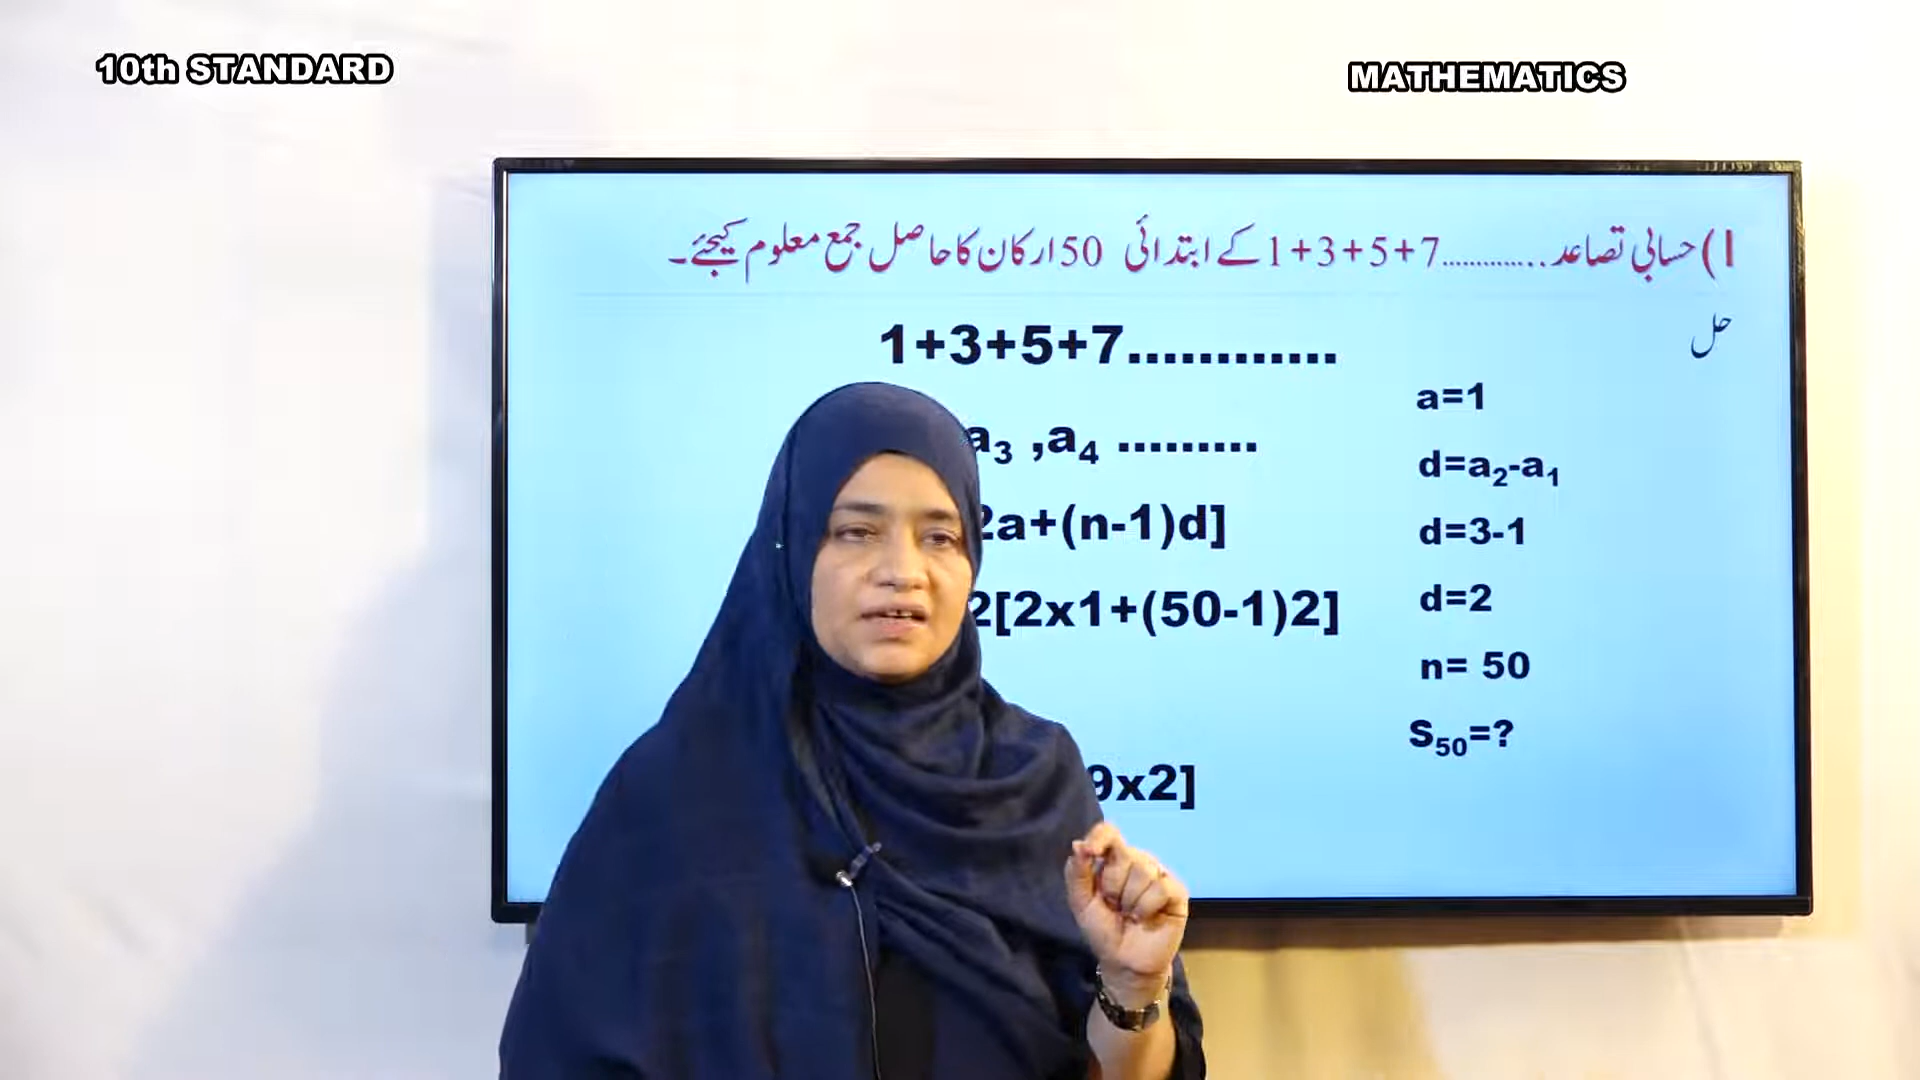 10th STANDARD
MATHEMATICS
1) حسابی تصاعد..............1+3+5+7 کے ابتدائی 50 ارکان کا حاصل جمع معلوم کیجئے۔
حل
1+3+5+7............
a=1
a₃ ,a₄ .........
d=a₂-a₁
2a+(n-1)d]
d=3-1
2[2x1+(50-1)2]
d=2
n= 50
S₅₀=?
9x2]